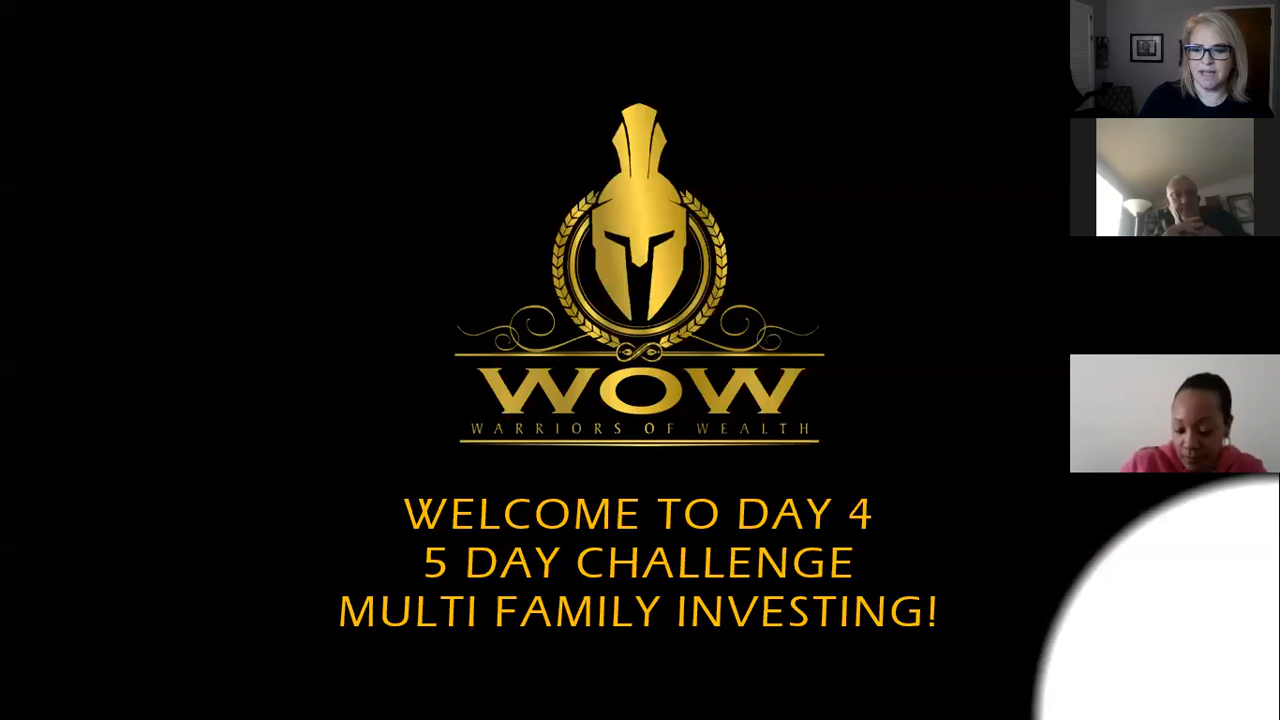 WOW
WARRIORS OF WEALTH
WELCOME TO DAY 4
5 DAY CHALLENGE
MULTI FAMILY INVESTING!